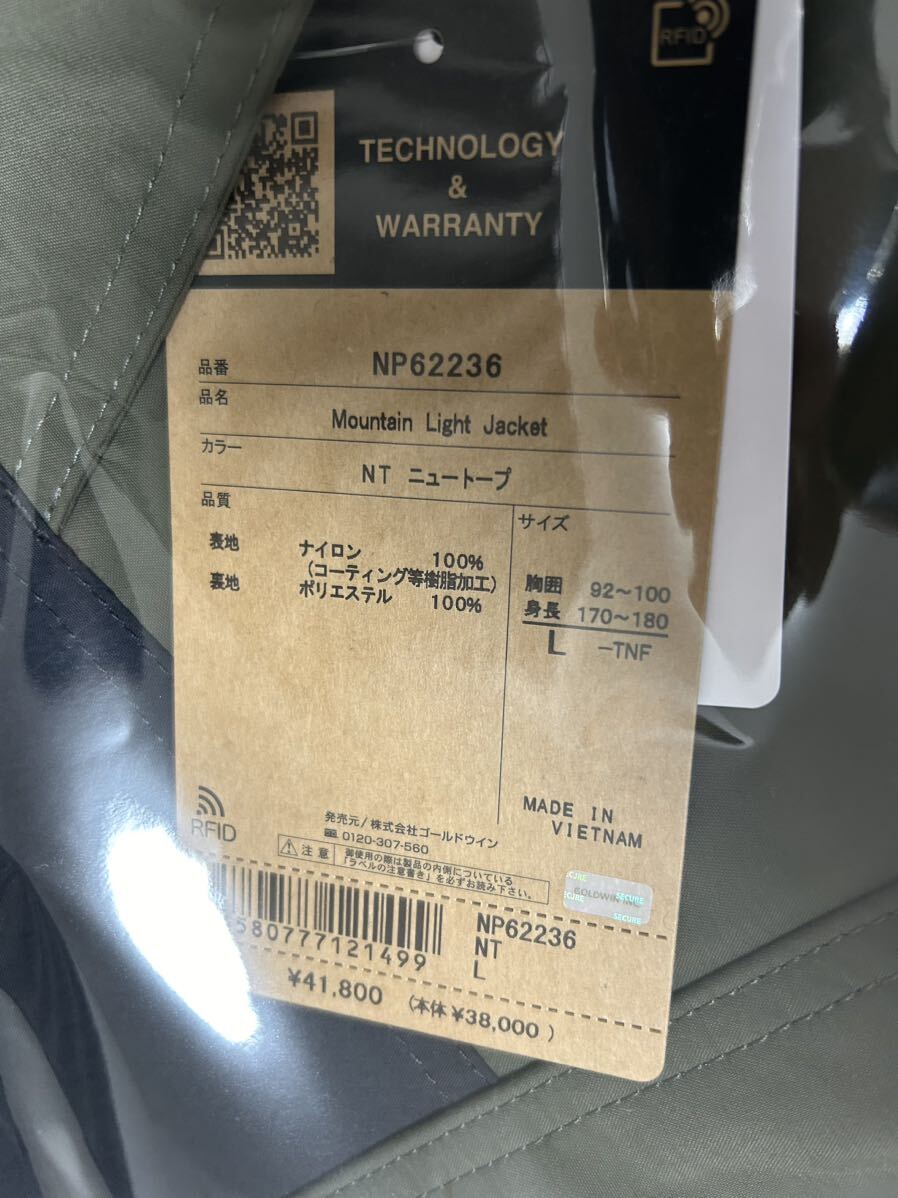 RFID
TECHNOLOGY
&
WARRANTY
品番 NP62236
品名 Mountain Light Jacket
カラー NT ニュートープ
品質
表地 ナイロン 100%
(コーティング等樹脂加工)
裏地 ポリエステル 100%
サイズ
胸囲 92～100
身長 170～180
L -TNF
MADE IN
VIETNAM
RFID
発売元/株式会社ゴールドウイン
0120-307-560
注意 御使用の際は製品の内側についている
「ラベルの注意書き」を必ずお読み下さい。
SECURE
GOLDWIN INC.
SECURE
580777121499
NP62236
NT
L
¥41,800 (本体¥38,000)